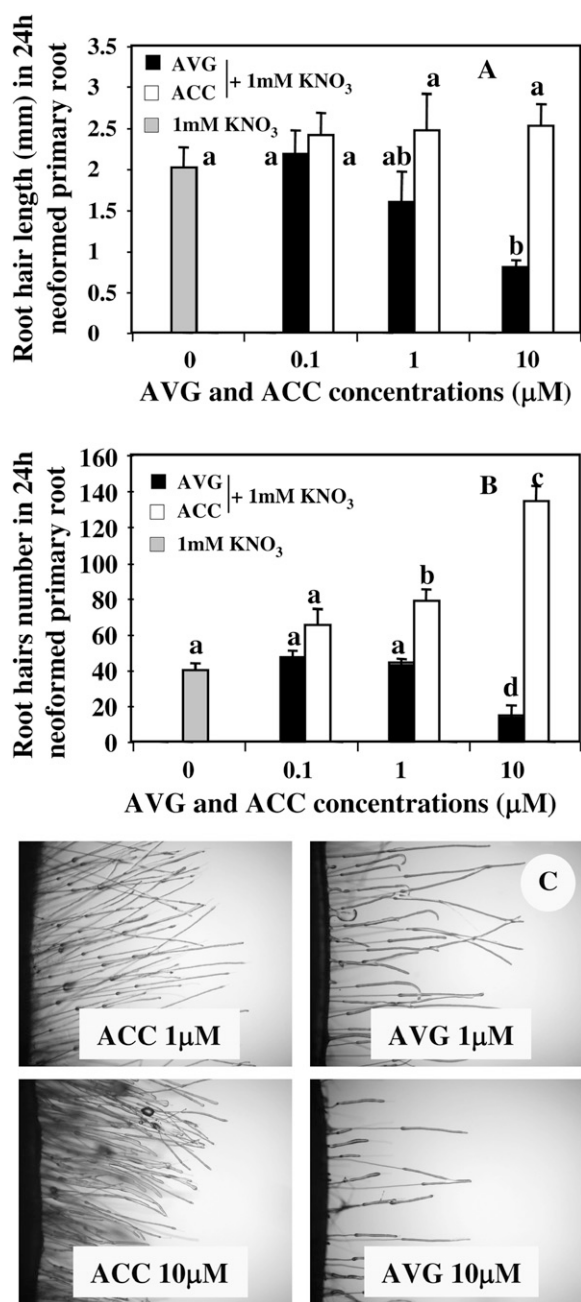 Root hair length (mm) in 24h
neoformed primary root
3.5
3
2.5
2
1.5
1
0.5
0
AVG
ACC
+ 1mM KNO₃
1mM KNO₃
A
a
a
a
ab
a
b
a
0
0.1
1
10
AVG and ACC concentrations (μM)
Root hairs number in 24h
neoformed primary root
160
140
120
100
80
60
40
20
0
AVG
ACC
+ 1mM KNO₃
1mM KNO₃
B
a
a
a
a
b
d
c
0
0.1
1
10
AVG and ACC concentrations (μM)
C
ACC 1μM
AVG 1μM
ACC 10μM
AVG 10μM